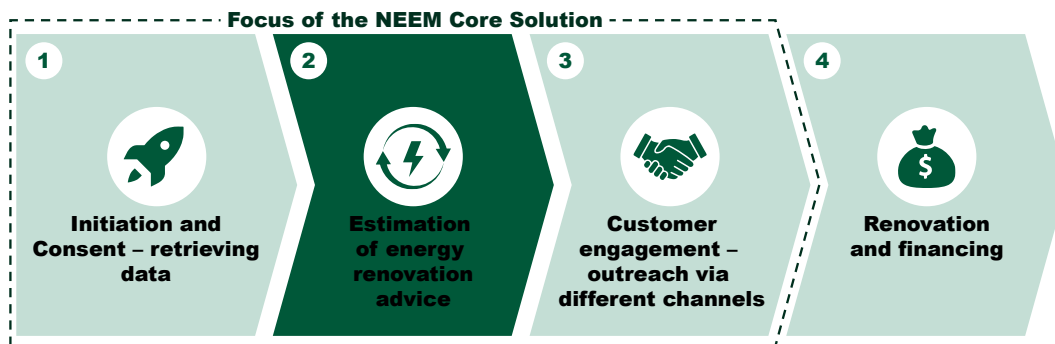 Focus of the NEEM Core Solution
1
Initiation and
Consent – retrieving
data
2
Estimation
of energy
renovation
advice
3
Customer
engagement –
outreach via
different channels
4
$
Renovation
and financing